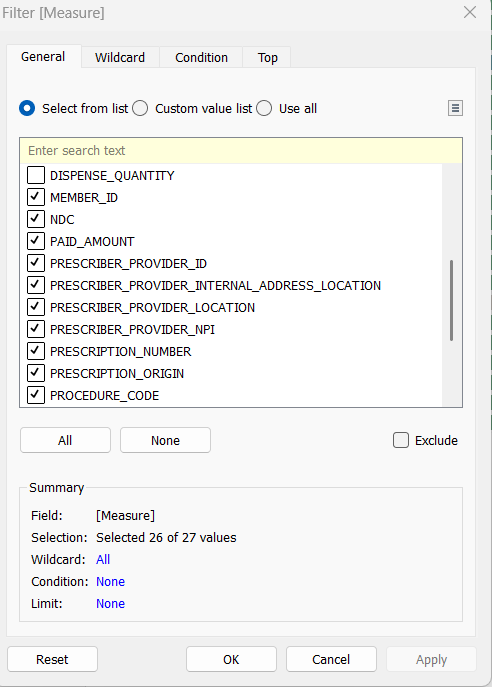 Filter [Measure]
General Wildcard Condition Top
Select from list Custom value list Use all
Enter search text
DISPENSE_QUANTITY
MEMBER_ID
NDC
PAID_AMOUNT
PRESCRIBER_PROVIDER_ID
PRESCRIBER_PROVIDER_INTERNAL_ADDRESS_LOCATION
PRESCRIBER_PROVIDER_LOCATION
PRESCRIBER_PROVIDER_NPI
PRESCRIPTION_NUMBER
PRESCRIPTION_ORIGIN
PROCEDURE_CODE
All None Exclude
Summary
Field: [Measure]
Selection: Selected 26 of 27 values
Wildcard: All
Condition: None
Limit: None
Reset OK Cancel Apply